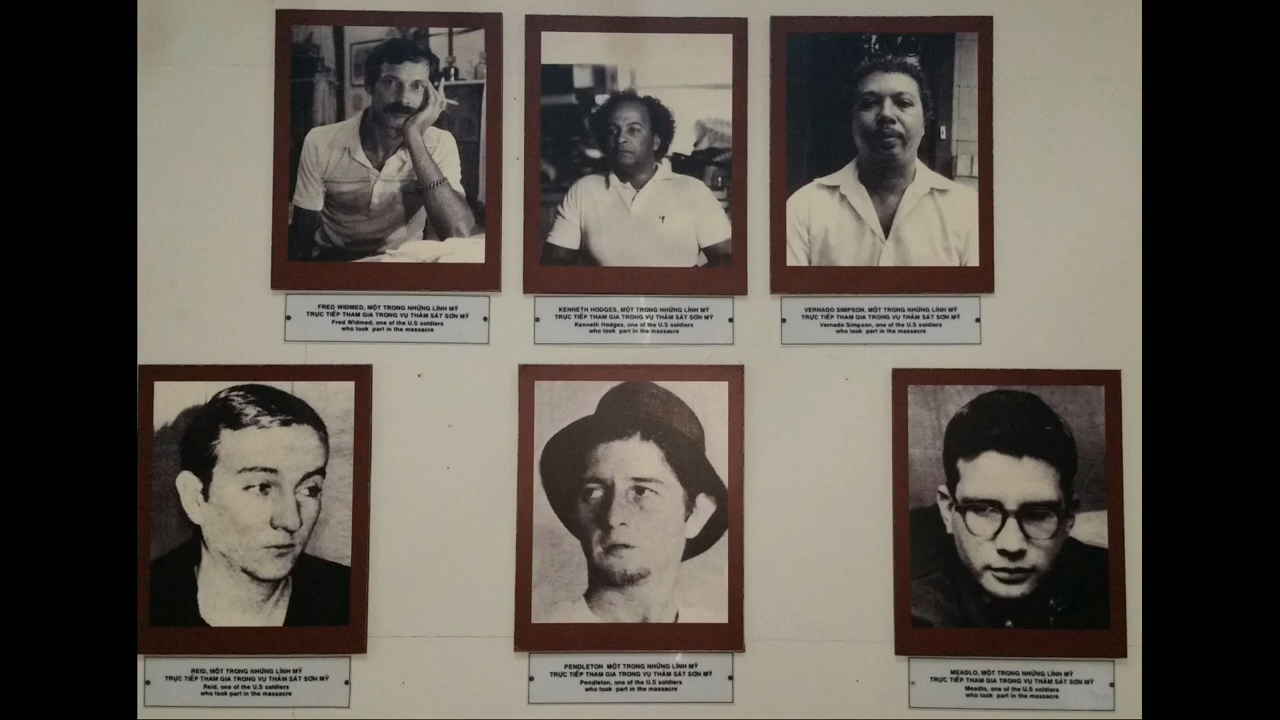 FRED WIDMED, MỘT TRONG NHỮNG LÍNH MỸ
TRỰC TIẾP THAM GIA TRONG VỤ THẢM SÁT SƠN MỸ
Fred Widmed, one of the U.S soldiers
who took part in the massacre
KENNETH HODGES, MỘT TRONG NHỮNG LÍNH MỸ
TRỰC TIẾP THAM GIA TRONG VỤ THẢM SÁT SƠN MỸ
Kannath Hodges, one of the U.S soldiers
who took part in the massacre
VERNADO SIMPSON, MỘT TRONG NHỮNG LÍNH MỸ
TRỰC TIẾP THAM GIA TRONG VỤ THẢM SÁT SƠN MỸ
Vernado Simpson, one of the U.S soldiers
who took part in the massacre
REID, MỘT TRONG NHỮNG LÍNH MỸ
TRỰC TIẾP THAM GIA TRONG VỤ THẢM SÁT SƠN MỸ
Reid, one of the U.S soldiers
who took part in the massacre
PENDLETON MỘT TRONG NHỮNG LÍNH MỸ
TRỰC TIẾP THAM GIA TRONG VỤ THẢM SÁT SƠN MỸ
Pendleton, one of the U.S soldiers
who took part in the massacre
MEADLO, MỘT TRONG NHỮNG LÍNH MỸ
TRỰC TIẾP THAM GIA TRONG VỤ THẢM SÁT SƠN MỸ
Meadlo, one of the U.S soldiers
who took part in the massacre